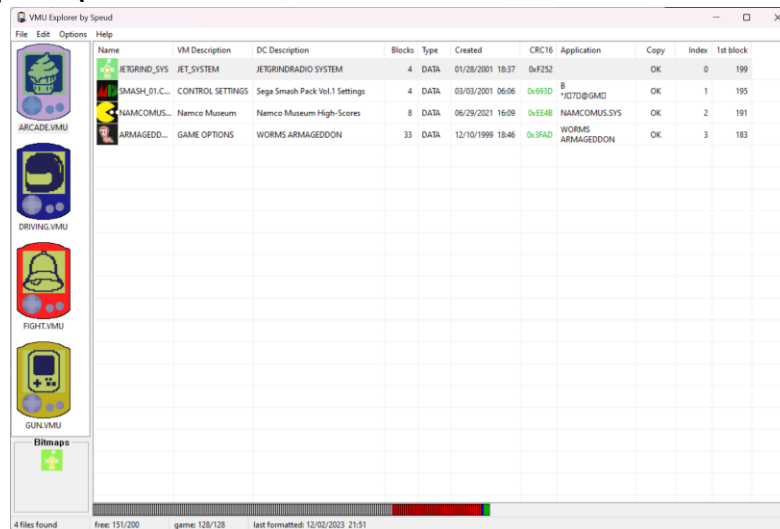 VMU Explorer by Speud
File Edit Options Help
Name VM Description DC Description Blocks Type Created CRC16 Application Copy Index 1st block
JETGRIND_SYS JET_SYSTEM JETGRINDRADIO SYSTEM 4 DATA 01/28/2001 18:37 0xF252 OK 0 199
SMASH_01.C... CONTROL SETTINGS Sega Smash Pack Vol.1 Settings 4 DATA 03/03/2001 06:06 0x693D B OK 1 195
NAMCOMUS... Namco Museum Namco Museum High-Scores 8 DATA 06/29/2021 16:09 0xEE4B NAMCOMUS.SYS OK 2 191
ARMAGEDD... GAME OPTIONS WORMS ARMAGEDDON 33 DATA 12/10/1999 18:46 0x3FAD WORMS ARMAGEDDON OK 3 183
ARCADE.VMU
DRIVING.VMU
FIGHT.VMU
GUN.VMU
Bitmaps
4 files found free: 151/200 game: 128/128 last formatted: 12/02/2023 21:51